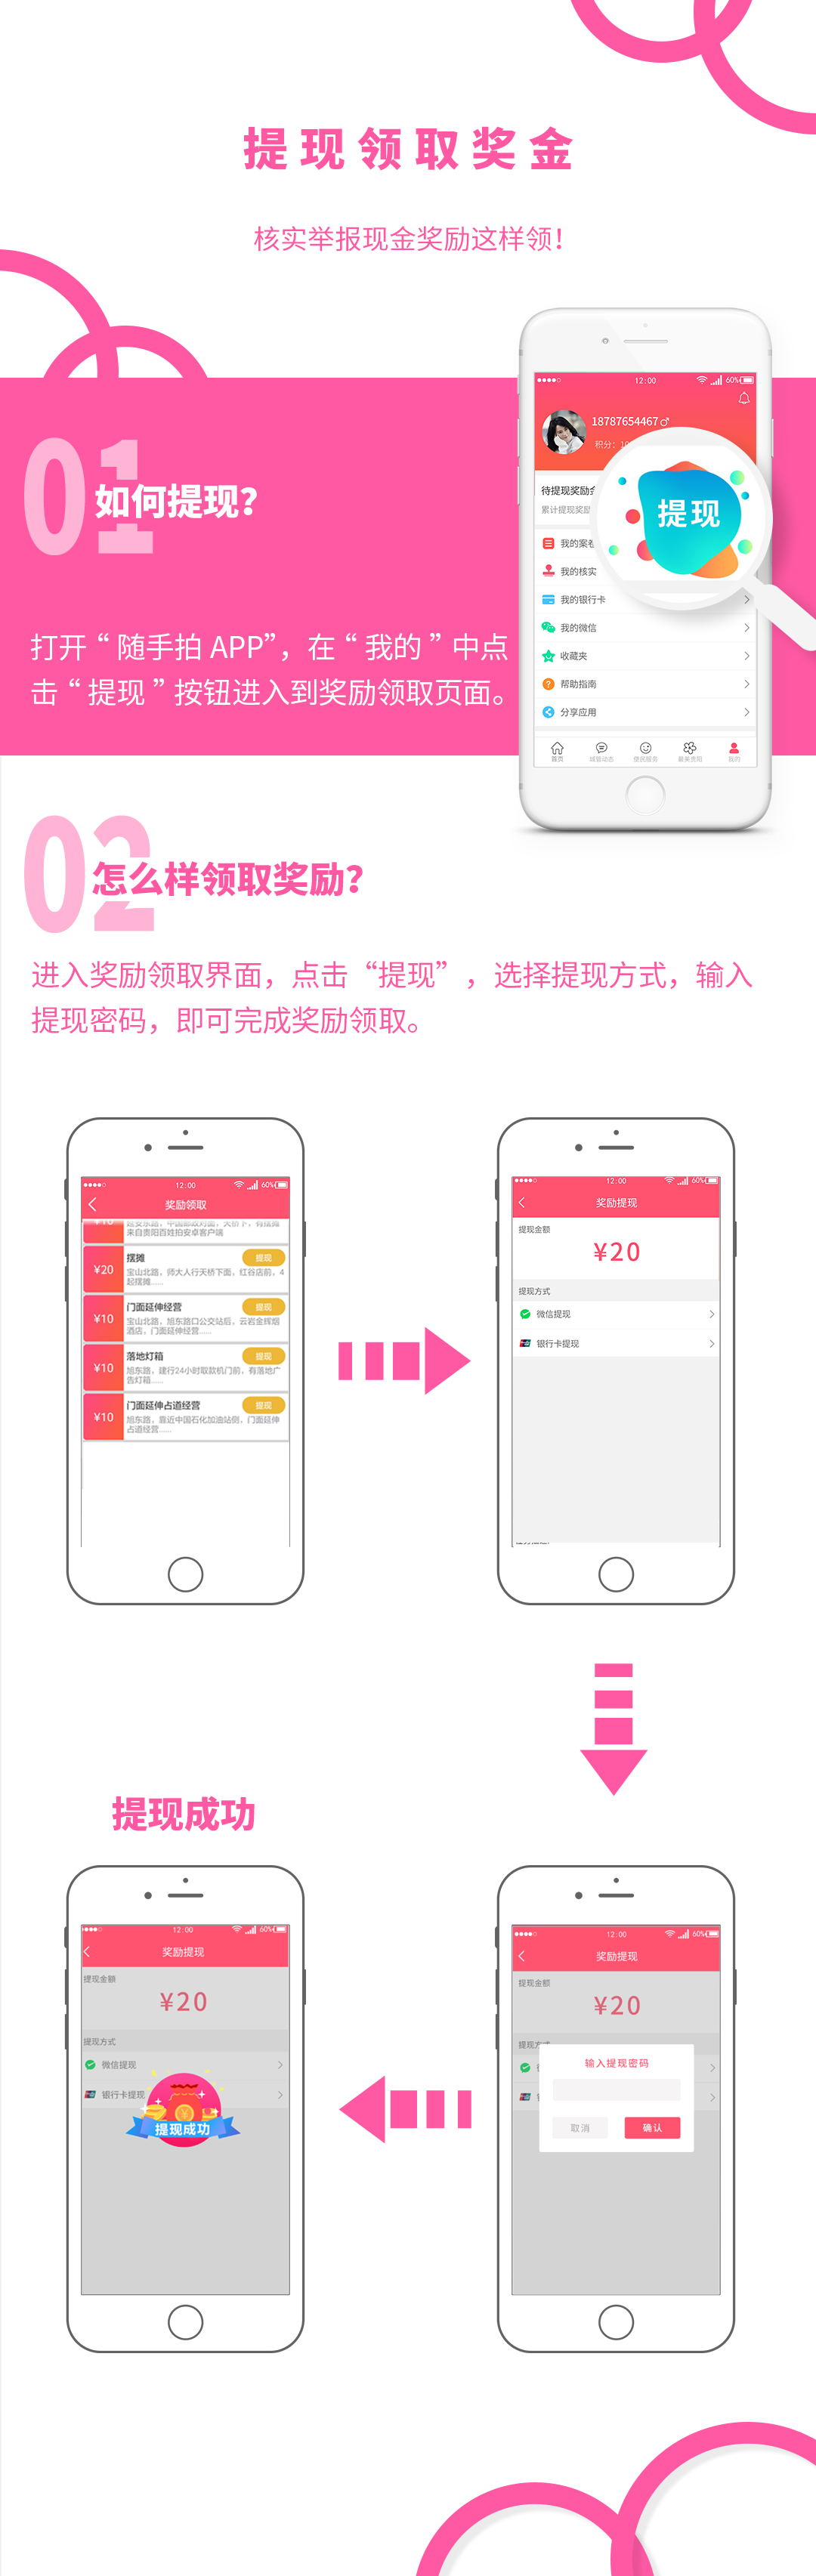 提现领取奖金
核实举报现金奖励这样领！
01
如何提现？
打开 “ 随手拍 APP”，在 “ 我的 ” 中点
击 “ 提现 ” 按钮进入到奖励领取页面。
12:00
60%
18787654467
积分：
待提现奖励
累计提现奖励
提现
我的核实
我的银行卡
我的微信
收藏夹
帮助指南
分享应用
首页
城管动态
便民服务
最美贵阳
我的
02
怎么样领取奖励？
进入奖励领取界面，点击 “提现” ，选择提现方式，输入
提现密码，即可完成奖励领取。
12:00
60%
奖励领取
¥10
来自贵阳百姓拍安卓客户端
¥20
摆摊
提现
宝山北路，师大人行天桥下面，红谷店前，4
起摆摊......
¥10
门面延伸经营
提现
宝山北路，旭东路口公交站后，云岩金辉烟
酒店，门面延伸经营......
¥10
落地灯箱
提现
旭东路，建行24小时取款机门前，有落地广
告灯箱......
¥10
门面延伸占道经营
提现
旭东路，靠近中国石化加油站侧，门面延伸
占道经营......
12:00
60%
奖励提现
提现金额
¥20
提现方式
微信提现
银行卡提现
提现成功
12:00
60%
奖励提现
提现金额
¥20
提现方式
微信提现
银行卡提现
提现成功
12:00
60%
奖励提现
提现金额
¥20
提现方式
输入提现密码
取消
确认